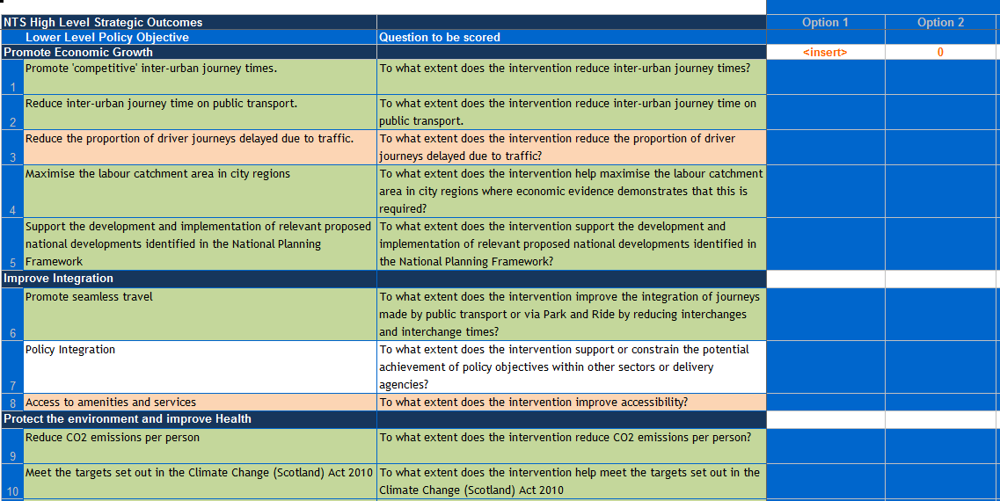 NTS High Level Strategic Outcomes Option 1 Option 2
Lower Level Policy Objective Question to be scored
Promote Economic Growth <insert> 0
1 Promote 'competitive' inter-urban journey times. To what extent does the intervention reduce inter-urban journey times?
2 Reduce inter-urban journey time on public transport. To what extent does the intervention reduce inter-urban journey time on
public transport.
3 Reduce the proportion of driver journeys delayed due to traffic. To what extent does the intervention reduce the proportion of driver
journeys delayed due to traffic?
4 Maximise the labour catchment area in city regions To what extent does the intervention help maximise the labour catchment
area in city regions where economic evidence demonstrates that this is
required?
5 Support the development and implementation of relevant proposed To what extent does the intervention support the development and
national developments identified in the National Planning implementation of relevant proposed national developments identified in
Framework the National Planning Framework?
Improve Integration
6 Promote seamless travel To what extent does the intervention improve the integration of journeys
made by public transport or via Park and Ride by reducing interchanges
and interchange times?
7 Policy Integration To what extent does the intervention support or constrain the potential
achievement of policy objectives within other sectors or delivery
agencies?
8 Access to amenities and services To what extent does the intervention improve accessibility?
Protect the environment and improve Health
9 Reduce CO2 emissions per person To what extent does the intervention reduce CO2 emissions per person?
10 Meet the targets set out in the Climate Change (Scotland) Act 2010 To what extent does the intervention help meet the targets set out in the
Climate Change (Scotland) Act 2010